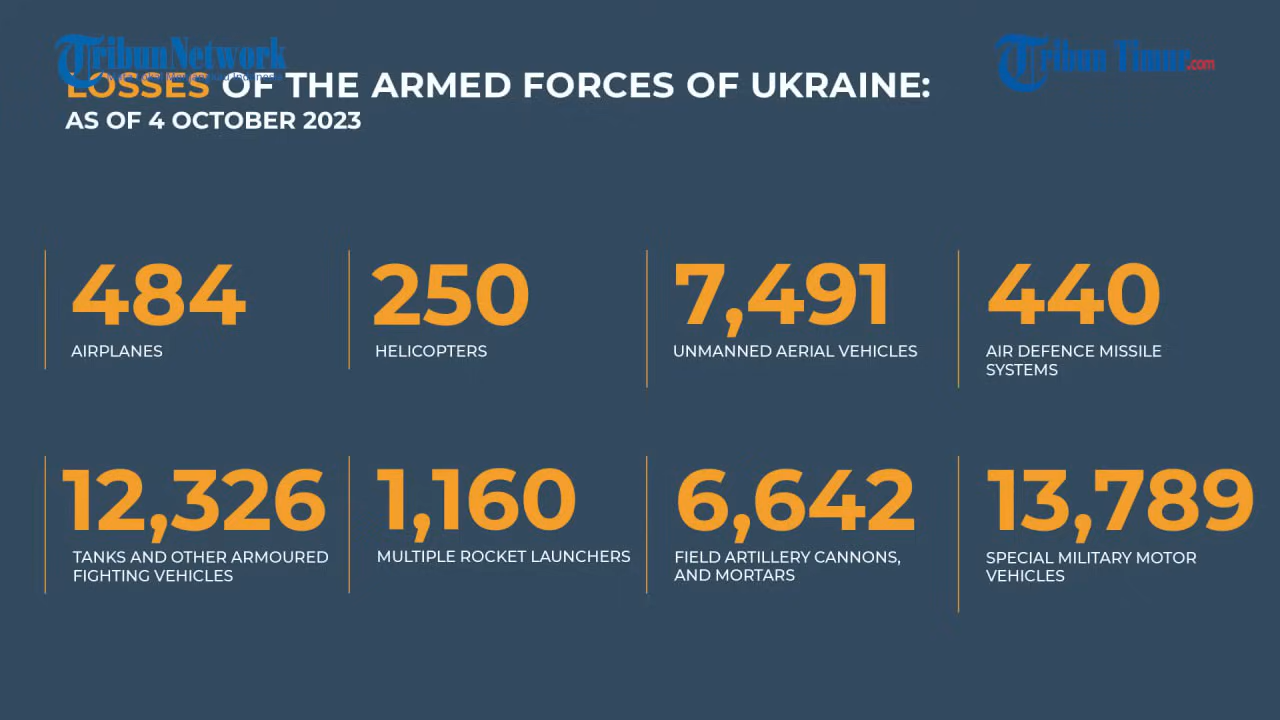 TribunNetwork
Tribun Timur.com
LOSSES OF THE ARMED FORCES OF UKRAINE:
AS OF 4 OCTOBER 2023
484
AIRPLANES
250
HELICOPTERS
7,491
UNMANNED AERIAL VEHICLES
440
AIR DEFENCE MISSILE
SYSTEMS
12,326
TANKS AND OTHER ARMOURED
FIGHTING VEHICLES
1,160
MULTIPLE ROCKET LAUNCHERS
6,642
FIELD ARTILLERY CANNONS,
AND MORTARS
13,789
SPECIAL MILITARY MOTOR
VEHICLES